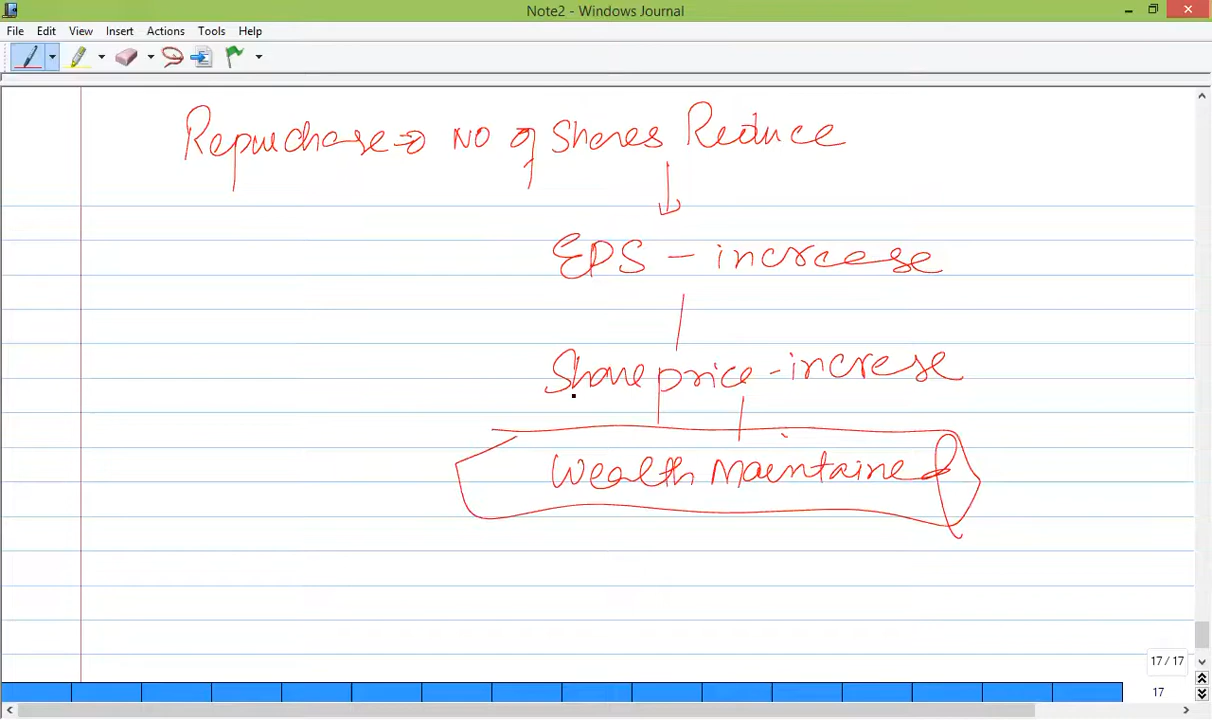 Note2 - Windows Journal
File Edit View Insert Actions Tools Help
Repurchase => No of Shares Reduce
EPS - increase
Share price - increse
Wealth Maintained
17 / 17
17